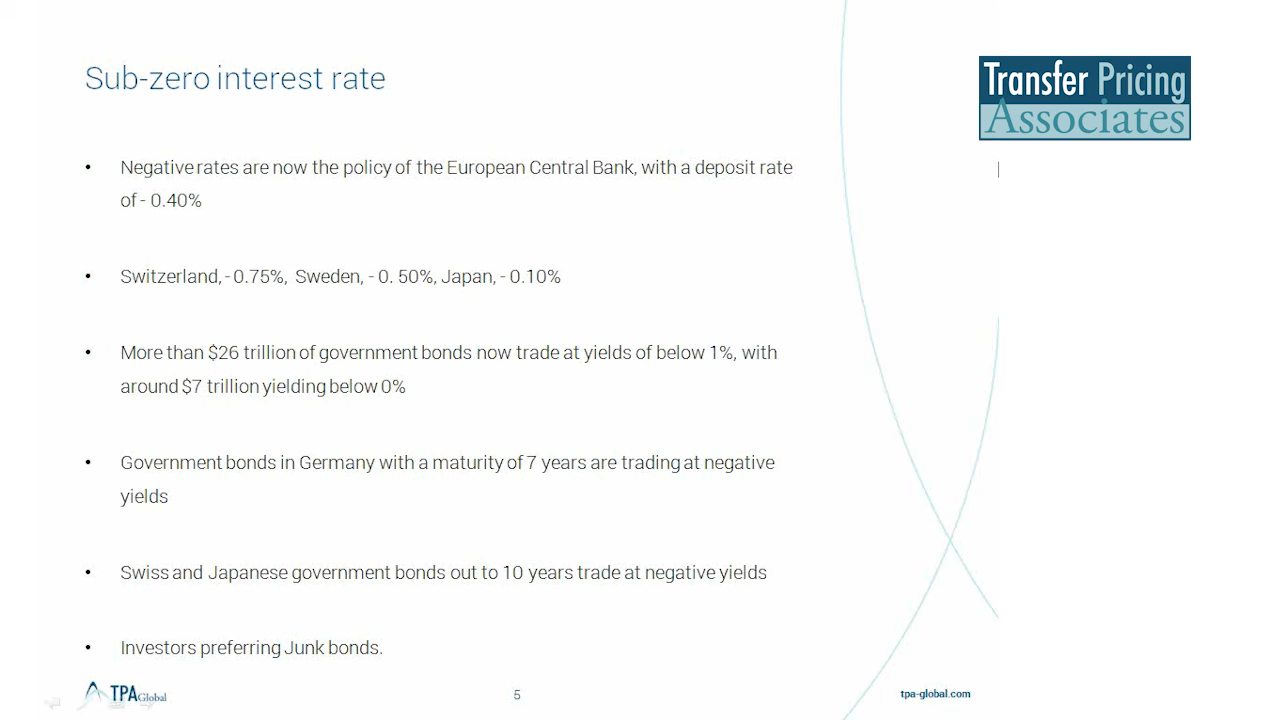 Sub-zero interest rate
Transfer Pricing
Associates
• Negative rates are now the policy of the European Central Bank, with a deposit rate
of - 0.40%
• Switzerland, - 0.75%, Sweden, - 0. 50%, Japan, - 0.10%
• More than $26 trillion of government bonds now trade at yields of below 1%, with
around $7 trillion yielding below 0%
• Government bonds in Germany with a maturity of 7 years are trading at negative
yields
• Swiss and Japanese government bonds out to 10 years trade at negative yields
• Investors preferring Junk bonds.
TPA Global
5
tpa-global.com